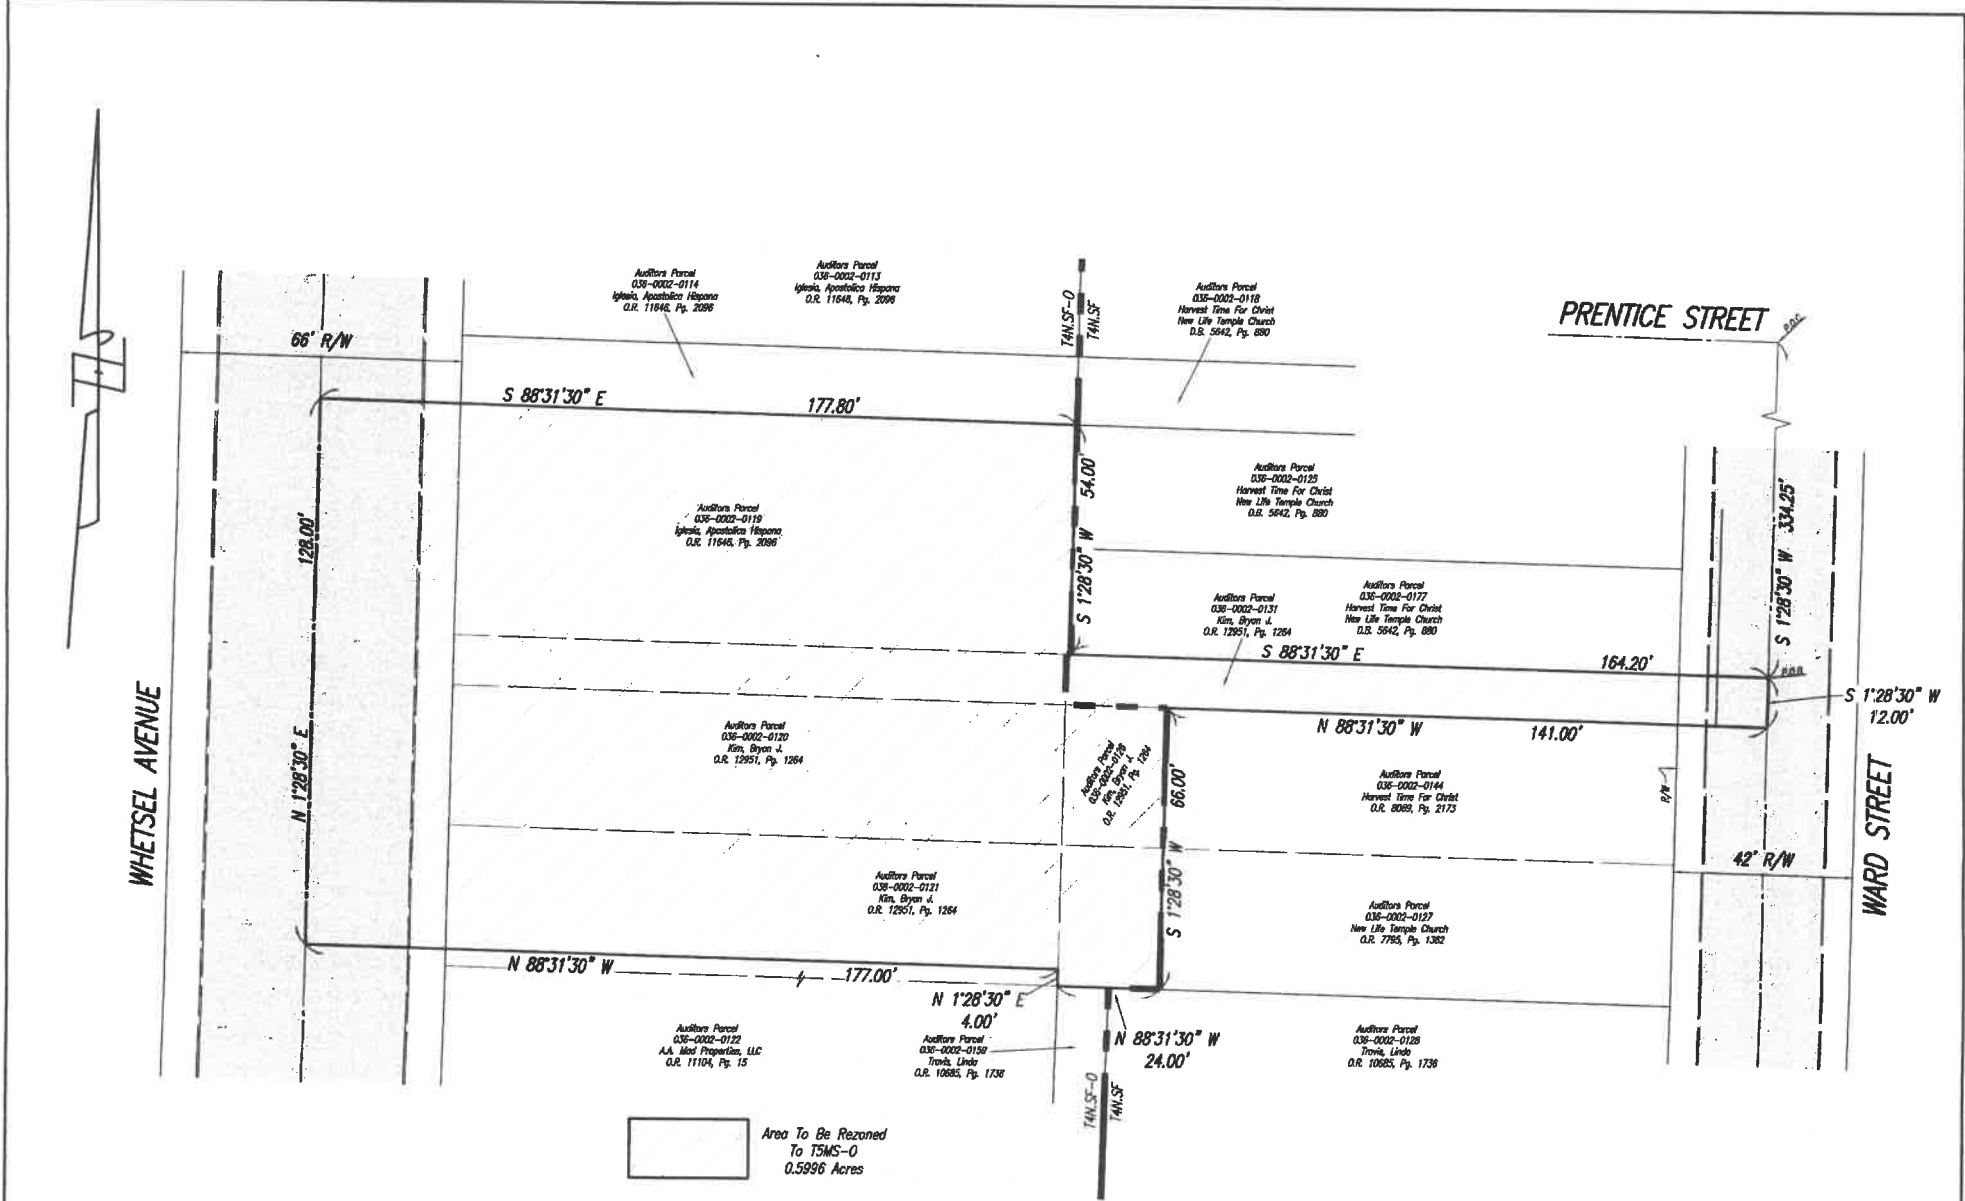 Auditors Parcel
036-0002-0114
Iglesia, Apostolica Hispana
O.R. 11646, Pg. 2096
Auditors Parcel
036-0002-0113
Iglesia, Apostolica Hispana
O.R. 11646, Pg. 2096
T4N.SF-O
T4N.SF
Auditors Parcel
036-0002-0118
Harvest Time For Christ
New Life Temple Church
D.B. 5642, Pg. 880
PRENTICE STREET
P.O.C.
66' R/W
S 88°31'30" E
177.80'
54.00'
S 1°28'30" W
Auditors Parcel
036-0002-0125
Harvest Time For Christ
New Life Temple Church
D.B. 5642, Pg. 880
S 1°28'30" W 334.25'
Auditors Parcel
036-0002-0119
Iglesia, Apostolica Hispana
O.R. 11646, Pg. 2096
128.00'
N 1°28'30" E
Auditors Parcel
036-0002-0131
Kim, Bryon J.
O.R. 12951, Pg. 1264
Auditors Parcel
036-0002-0177
Harvest Time For Christ
New Life Temple Church
D.B. 5642, Pg. 880
S 88°31'30" E
164.20'
P.O.B.
S 1°28'30" W
12.00'
WHETSEL AVENUE
Auditors Parcel
036-0002-0120
Kim, Bryon J.
O.R. 12951, Pg. 1264
N 88°31'30" W
141.00'
Auditors Parcel
Kim, Bryon J.
O.R. 12951, Pg. 1264
66.00'
S 1°28'30" W
Auditors Parcel
036-0002-0144
Harvest Time For Christ
O.R. 8069, Pg. 2173
R/W
42' R/W
WARD STREET
Auditors Parcel
036-0002-0121
Kim, Bryon J.
O.R. 12951, Pg. 1264
Auditors Parcel
036-0002-0127
New Life Temple Church
O.R. 7795, Pg. 1362
N 88°31'30" W
177.00'
N 1°28'30" E
4.00'
Auditors Parcel
036-0002-0122
A.A. Mod Properties, LLC
O.R. 11104, Pg. 15
Auditors Parcel
036-0002-0159
Travis, Linda
O.R. 10685, Pg. 1736
N 88°31'30" W
24.00'
Auditors Parcel
036-0002-0128
Travis, Linda
O.R. 10685, Pg. 1736
T4N.SF-O
T4N.SF
Area To Be Rezoned
To T5MS-O
0.5996 Acres